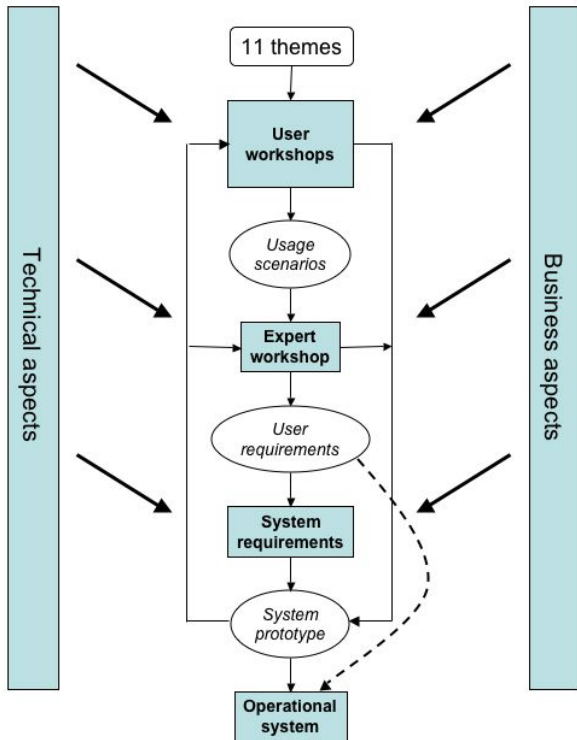 11 themes
User
workshops
Usage
scenarios
Expert
workshop
User
requirements
System
requirements
System
prototype
Operational
system
Technical aspects
Business aspects